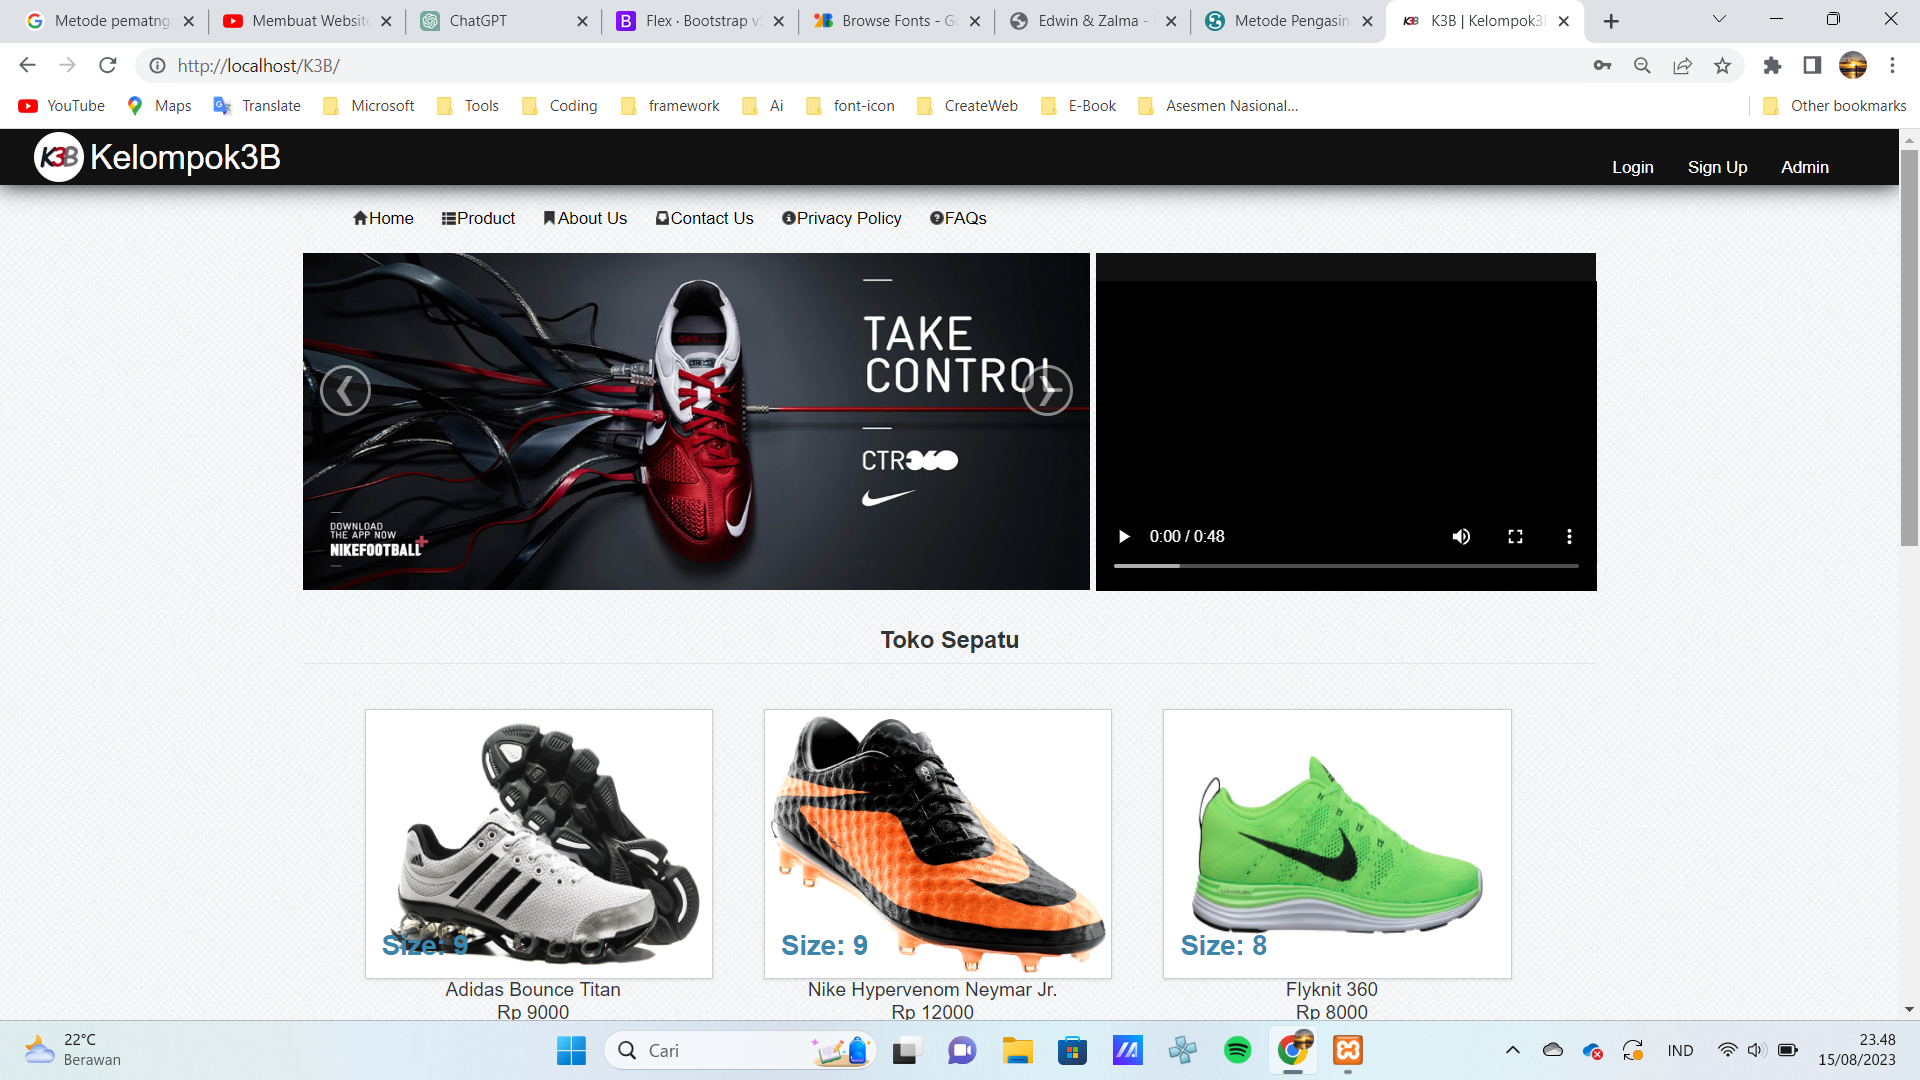 Metode pematng
Membuat Website
ChatGPT
Flex · Bootstrap v5
Browse Fonts - Go
Edwin & Zalma -
Metode Pengasin
K3B | Kelompok3B
http://localhost/K3B/
YouTube
Maps
Translate
Microsoft
Tools
Coding
framework
Ai
font-icon
CreateWeb
E-Book
Asesmen Nasional...
Other bookmarks
K3B Kelompok3B
Login
Sign Up
Admin
Home
Product
About Us
Contact Us
Privacy Policy
FAQs
TAKE
CONTROL
CTR360
DOWNLOAD
THE APP NOW
NIKEFOOTBALL+
0:00 / 0:48
Toko Sepatu
Size: 9
Size: 9
Size: 8
Adidas Bounce Titan
Nike Hypervenom Neymar Jr.
Flyknit 360
Rp 9000
Rp 12000
Rp 8000
22°C
Berawan
Cari
IND
23.48
15/08/2023